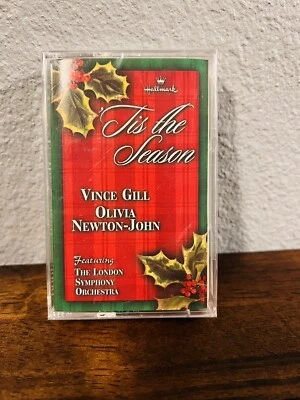 Hallmark
'Tis the
Season
VINCE GILL
OLIVIA
NEWTON-JOHN
Featuring
THE LONDON
SYMPHONY
ORCHESTRA